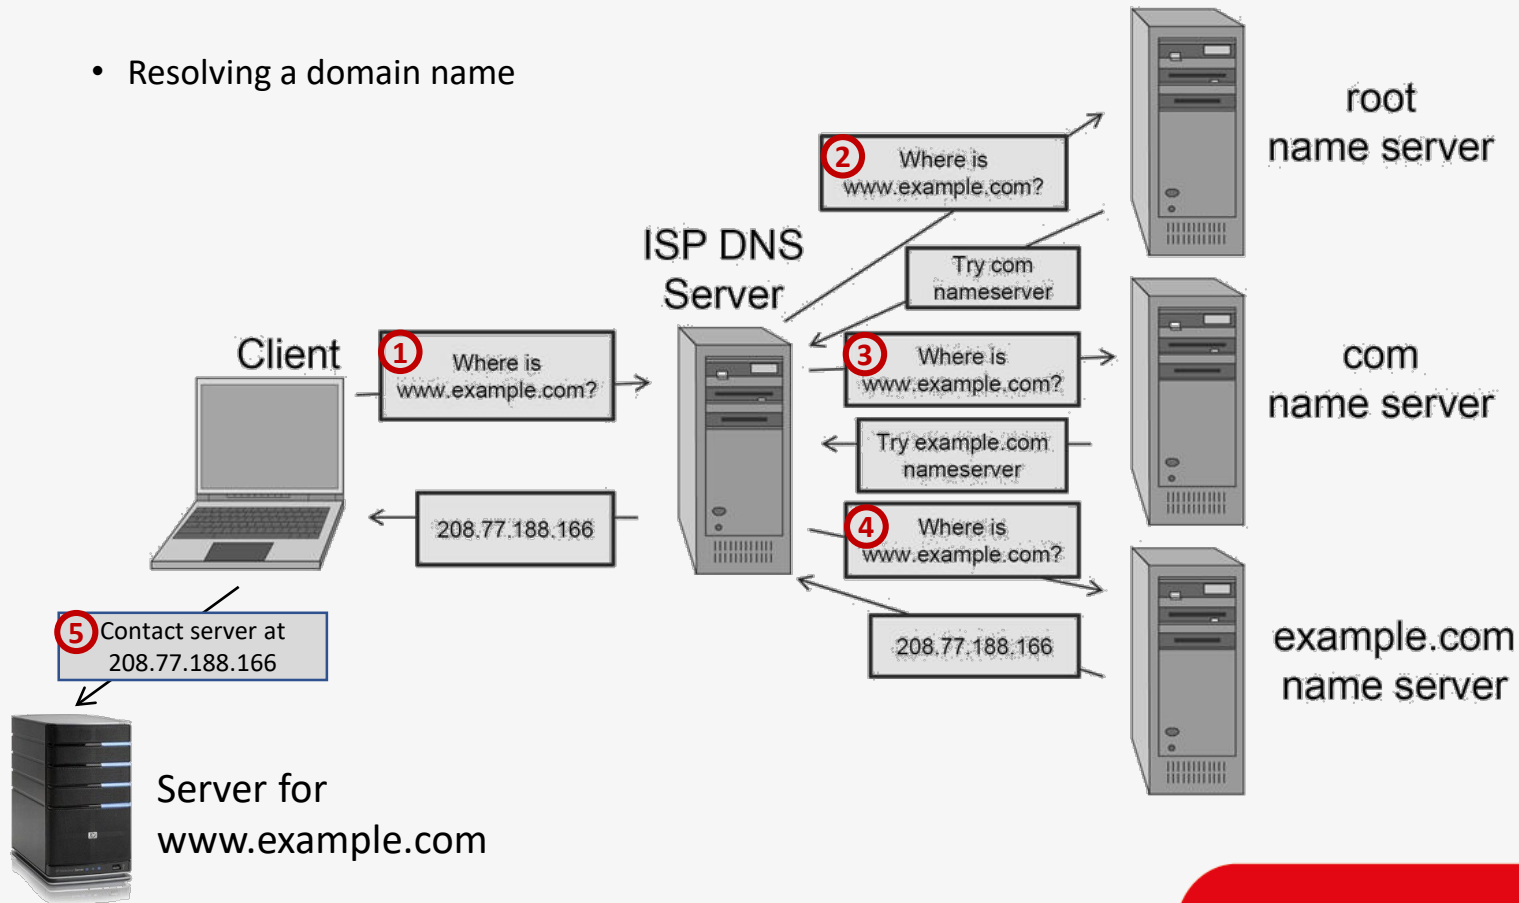 • Resolving a domain name
root
name server
2
Where is
www.example.com?
ISP DNS
Server
Try com
nameserver
Client
1
Where is
www.example.com?
3
Where is
www.example.com?
com
name server
Try example.com
nameserver
208.77.188.166
4
Where is
www.example.com?
5 Contact server at
208.77.188.166
208.77.188.166
example.com
name server
Server for
www.example.com